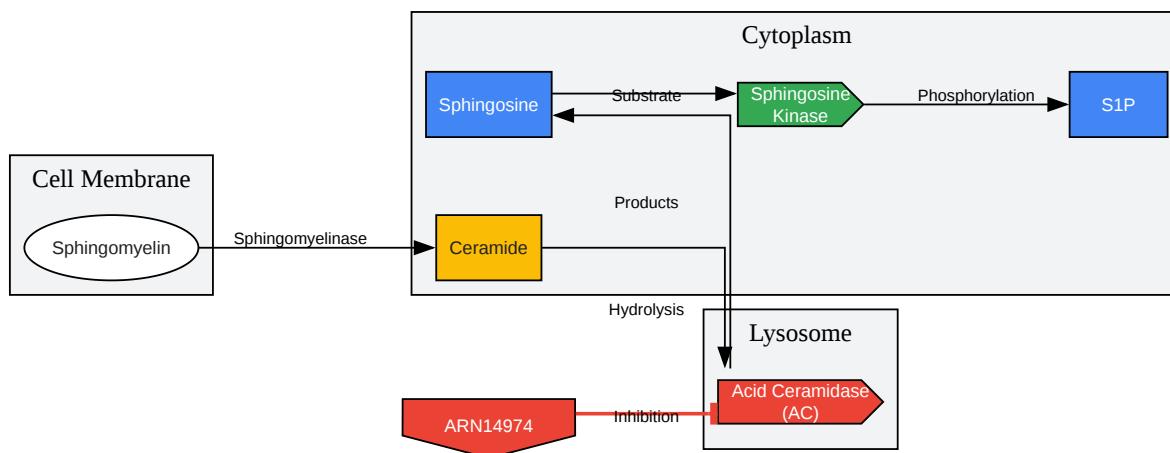 Cytoplasm
Sphingosine
Substrate
Sphingosine
Kinase
Phosphorylation
S1P
Cell Membrane
Sphingomyelin
Sphingomyelinase
Products
Ceramide
Hydrolysis
Lysosome
Acid Ceramidase
(AC)
ARN14974
Inhibition